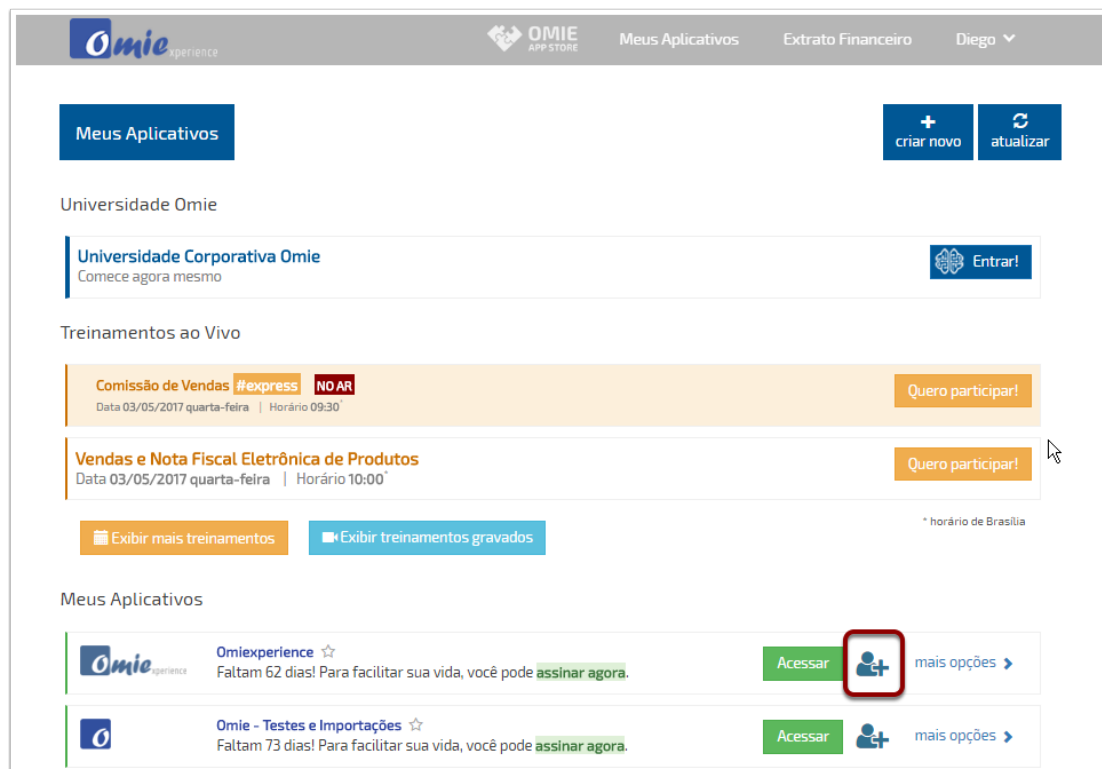 Omiexperience
OMIE
APP STORE
Meus Aplicativos
Extrato Financeiro
Diego
Meus Aplicativos
criar novo
atualizar
Universidade Omie
Universidade Corporativa Omie
Comece agora mesmo
Entrar!
Treinamentos ao Vivo
Comissão de Vendas #express NO AR
Data 03/05/2017 quarta-feira | Horário 09:30*
Quero participar!
Vendas e Nota Fiscal Eletrônica de Produtos
Data 03/05/2017 quarta-feira | Horário 10:00*
Quero participar!
* horário de Brasília
Exibir mais treinamentos
Exibir treinamentos gravados
Meus Aplicativos
Omiexperience
Omiexperience
Faltam 62 dias! Para facilitar sua vida, você pode assinar agora.
Acessar
mais opções
O
Omie - Testes e Importações
Faltam 73 dias! Para facilitar sua vida, você pode assinar agora.
Acessar
mais opções